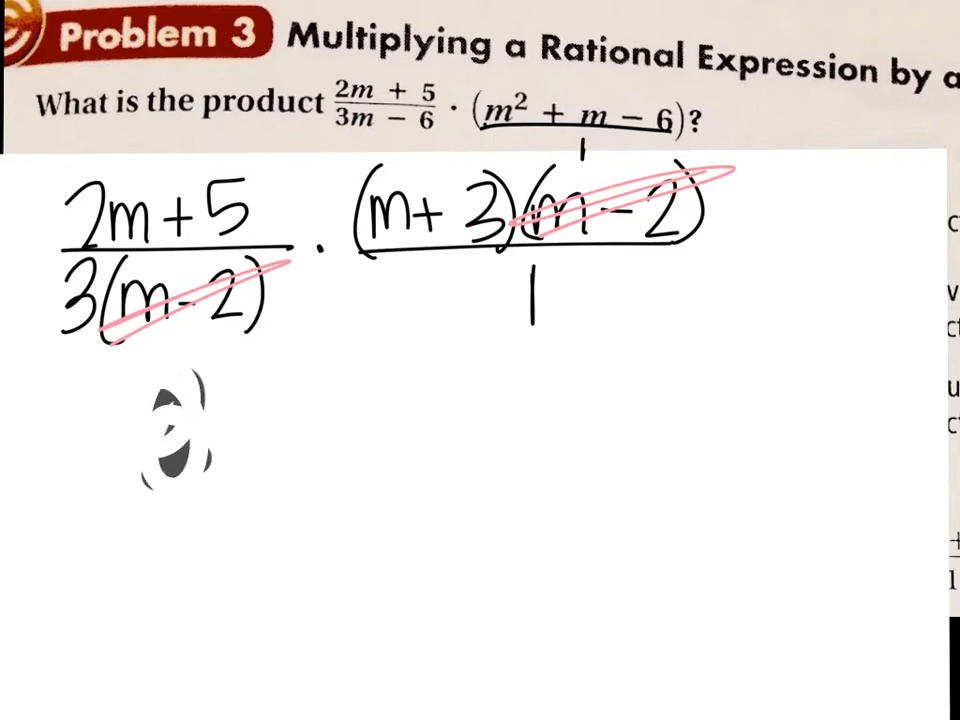 Problem 3 Multiplying a Rational Expression by a
What is the product (2m + 5)/(3m − 6) · (m² + m − 6)?
1
(2m + 5)/(3(m − 2)) · ((m + 3)(m − 2))/1